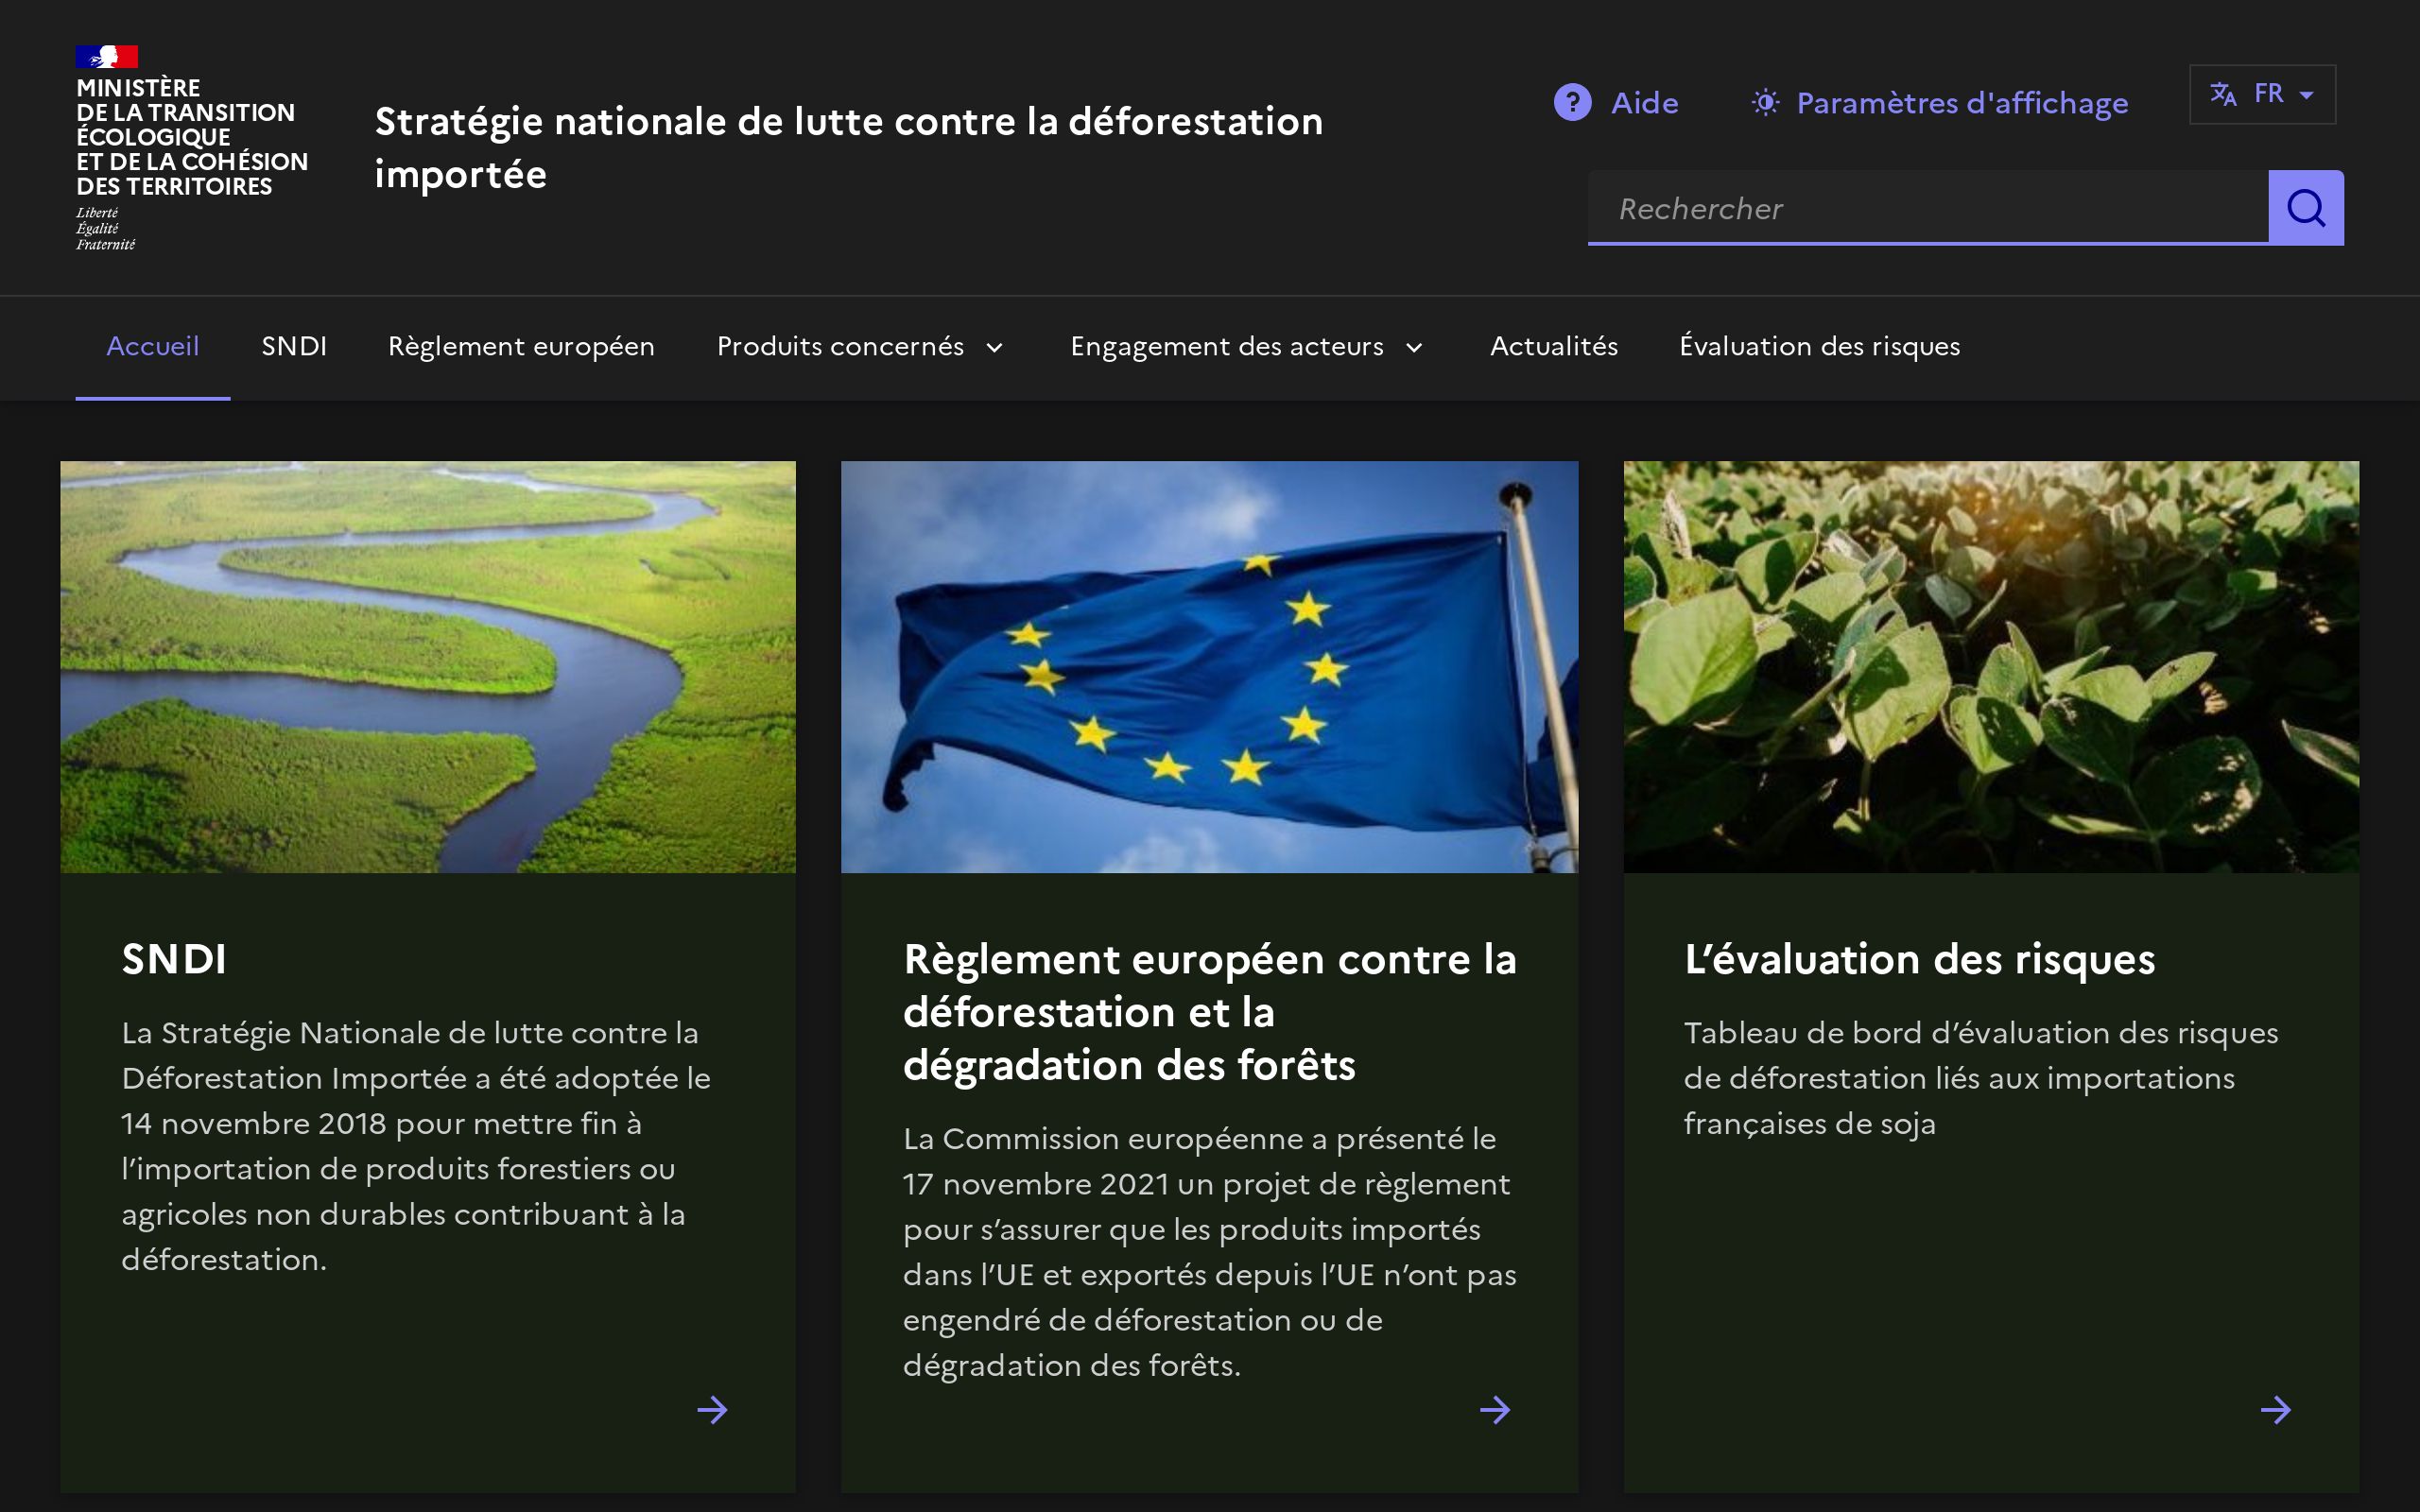 MINISTÈRE
DE LA TRANSITION
ÉCOLOGIQUE
ET DE LA COHÉSION
DES TERRITOIRES
Liberté
Égalité
Fraternité
Stratégie nationale de lutte contre la déforestation
importée
Aide
Paramètres d'affichage
FR
Rechercher
Accueil
SNDI
Règlement européen
Produits concernés
Engagement des acteurs
Actualités
Évaluation des risques
SNDI
La Stratégie Nationale de lutte contre la
Déforestation Importée a été adoptée le
14 novembre 2018 pour mettre fin à
l’importation de produits forestiers ou
agricoles non durables contribuant à la
déforestation.
Règlement européen contre la
déforestation et la
dégradation des forêts
La Commission européenne a présenté le
17 novembre 2021 un projet de règlement
pour s’assurer que les produits importés
dans l’UE et exportés depuis l’UE n’ont pas
engendré de déforestation ou de
dégradation des forêts.
L’évaluation des risques
Tableau de bord d’évaluation des risques
de déforestation liés aux importations
françaises de soja